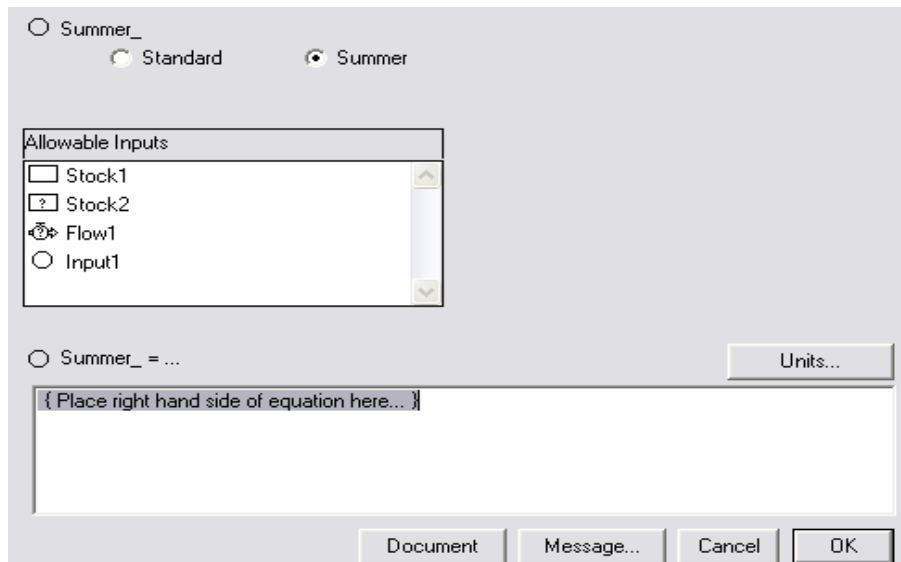 Summer_
Standard Summer
Allowable Inputs
Stock1
? Stock2
? Flow1
Input1
Summer_ = ...
Units...
{ Place right hand side of equation here... }
Document Message... Cancel OK